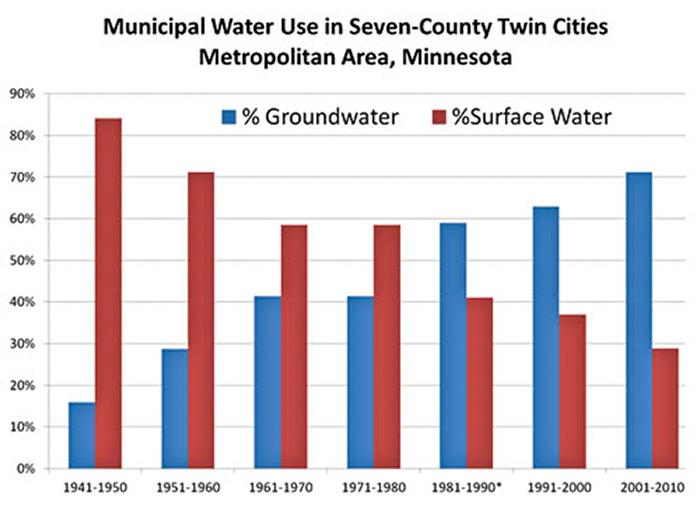 Municipal Water Use in Seven-County Twin Cities
Metropolitan Area, Minnesota
90%
% Groundwater %Surface Water
80%
70%
60%
50%
40%
30%
20%
10%
0%
1941-1950 1951-1960 1961-1970 1971-1980 1981-1990* 1991-2000 2001-2010